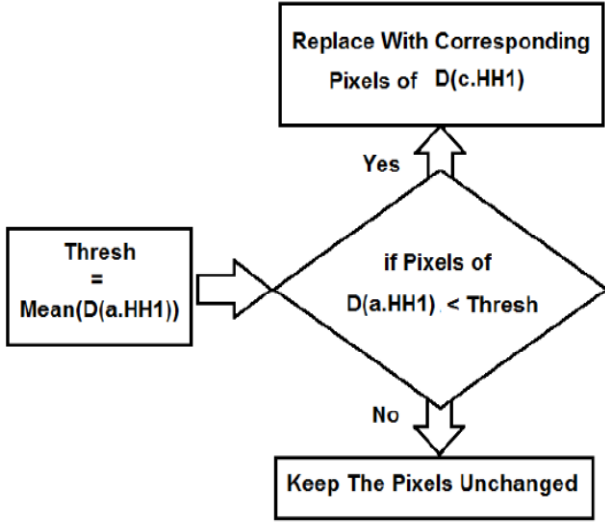 Replace With Corresponding
Pixels of D(c.HH1)
Yes
Thresh
=
Mean(D(a.HH1))
if Pixels of
D(a.HH1) < Thresh
No
Keep The Pixels Unchanged